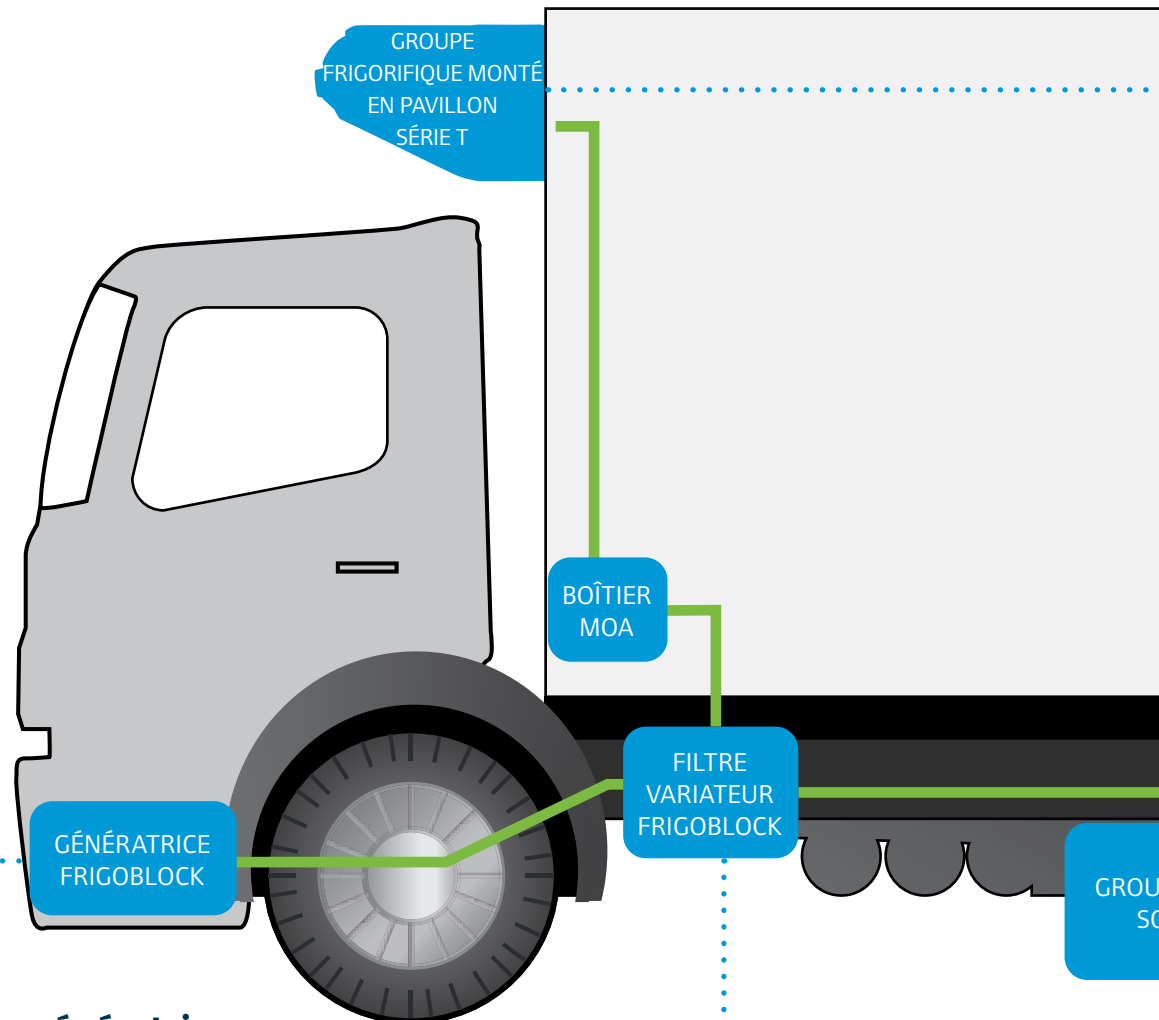 GROUPE
FRIGORIFIQUE MONTÉ
EN PAVILLON
SÉRIE T
BOÎTIER
MOA
FILTRE
VARIATEUR
FRIGOBLOCK
GÉNÉRATRICE
FRIGOBLOCK